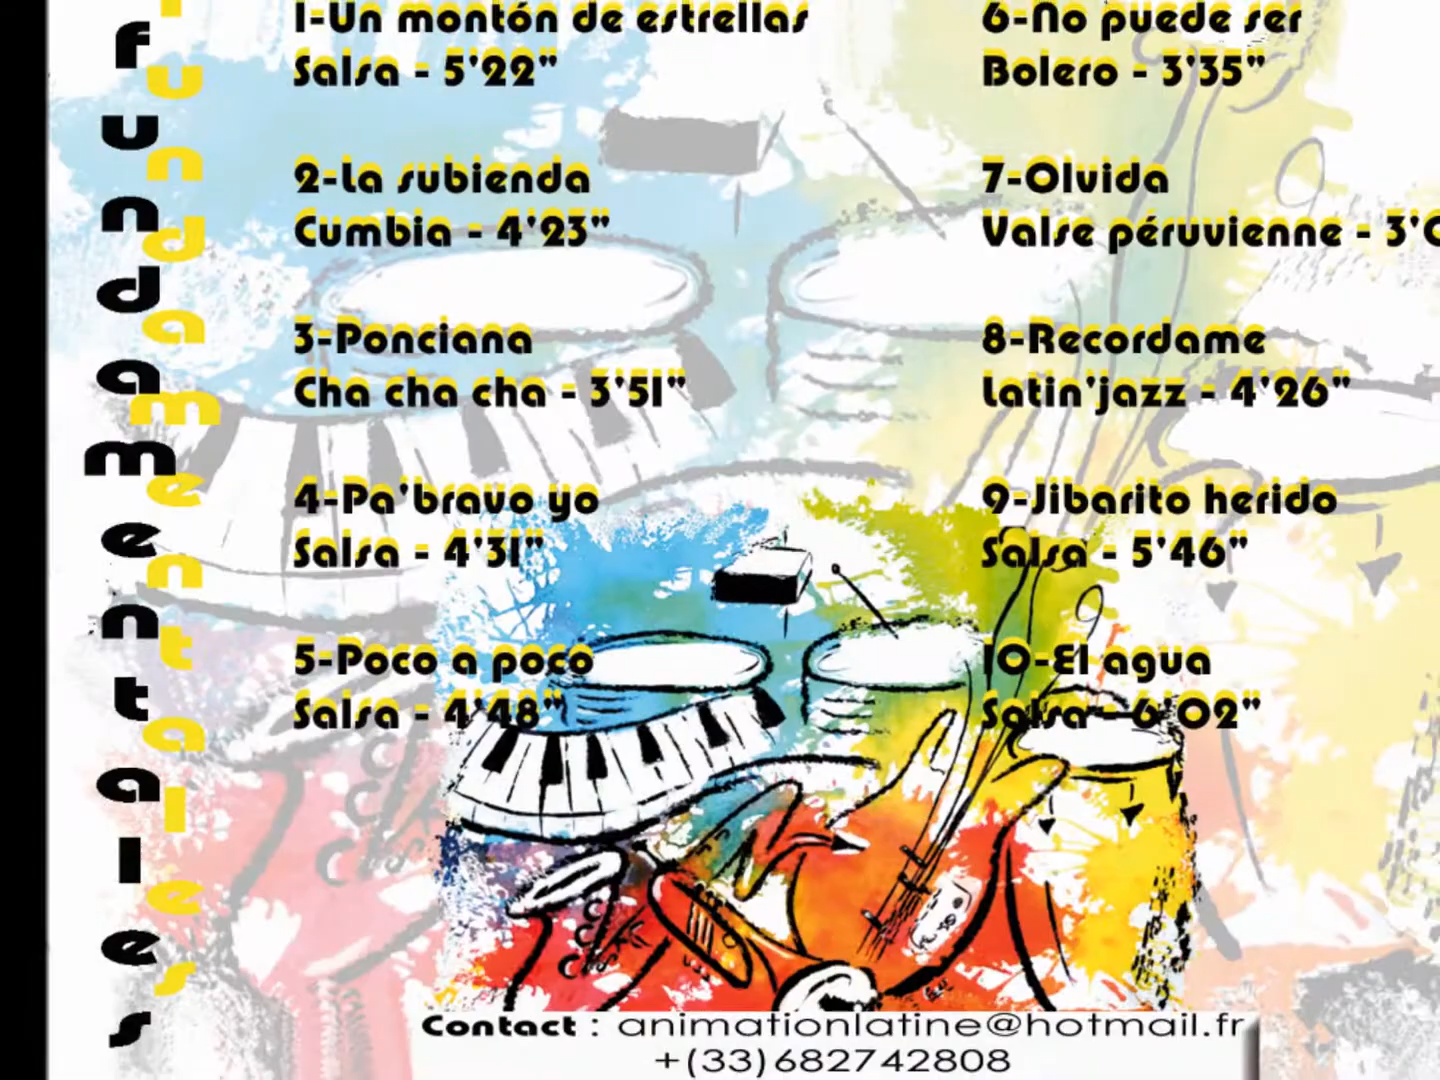 fundamentales
1-Un montón de estrellas
Salsa - 5'22"
2-La subienda
Cumbia - 4'23"
3-Ponciana
Cha cha cha - 3'51"
4-Pa'bravo yo
Salsa - 4'31"
5-Poco a poco
Salsa - 4'48"
6-No puede ser
Bolero - 3'35"
7-Olvida
Valse péruvienne -
8-Recordame
Latin'jazz - 4'26"
9-Jibarito herido
Salsa - 5'46"
10-El agua
Salsa - 6'02"
Contact : animationlatine@hotmail.fr
+(33)682742808